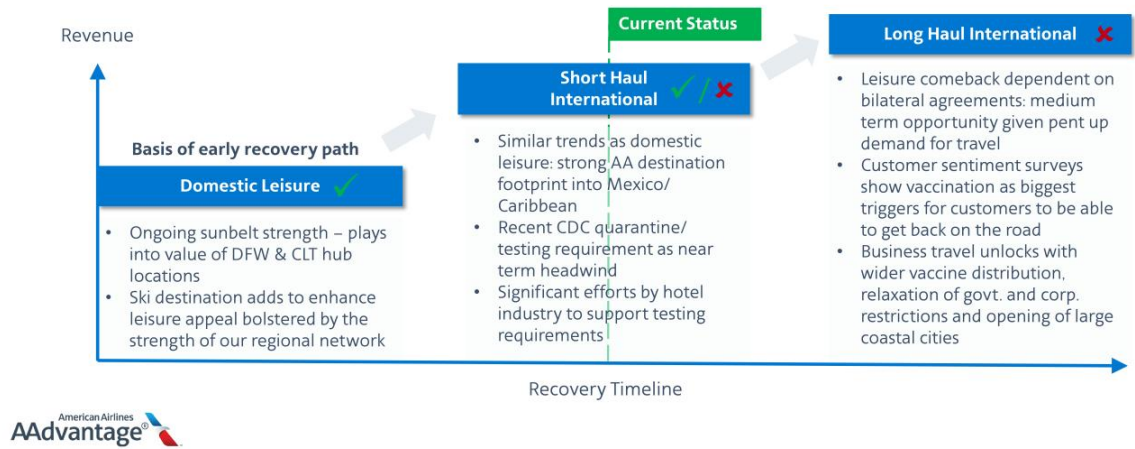 Revenue
Current Status
Long Haul International
Short Haul
International
Basis of early recovery path
Domestic Leisure
• Ongoing sunbelt strength – plays
into value of DFW & CLT hub
locations
• Ski destination adds to enhance
leisure appeal bolstered by the
strength of our regional network
• Similar trends as domestic
leisure: strong AA destination
footprint into Mexico/
Caribbean
• Recent CDC quarantine/
testing requirement as near
term headwind
• Significant efforts by hotel
industry to support testing
requirements
• Leisure comeback dependent on
bilateral agreements: medium
term opportunity given pent up
demand for travel
• Customer sentiment surveys
show vaccination as biggest
triggers for customers to be able
to get back on the road
• Business travel unlocks with
wider vaccine distribution,
relaxation of govt. and corp.
restrictions and opening of large
coastal cities
Recovery Timeline
American Airlines
AAdvantage®